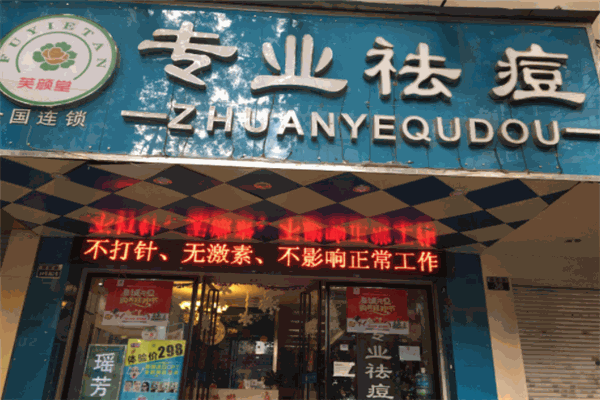 FUYIETAN
芙颜堂
国连锁
专业祛痘
ZHUANYEQUDOU
不打针、无激素、不影响正常工作
瑶芳
体验价298
专业祛痘